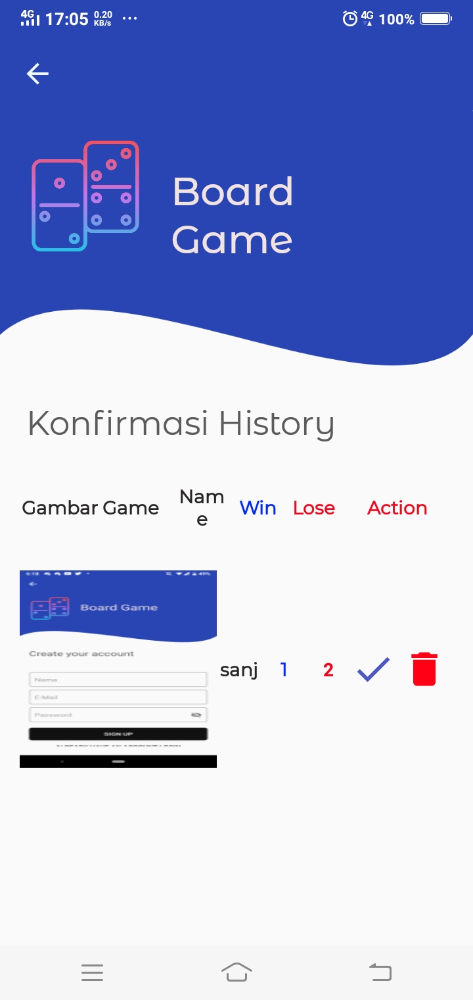 4G 17:05 0.20 KB/s ... 4G 100%
Board
Game
Konfirmasi History
Gambar Game Nam
e Win Lose Action
Board Game
Create your account
Nama
E-Mail
Password
SIGN UP
sanj 1 2